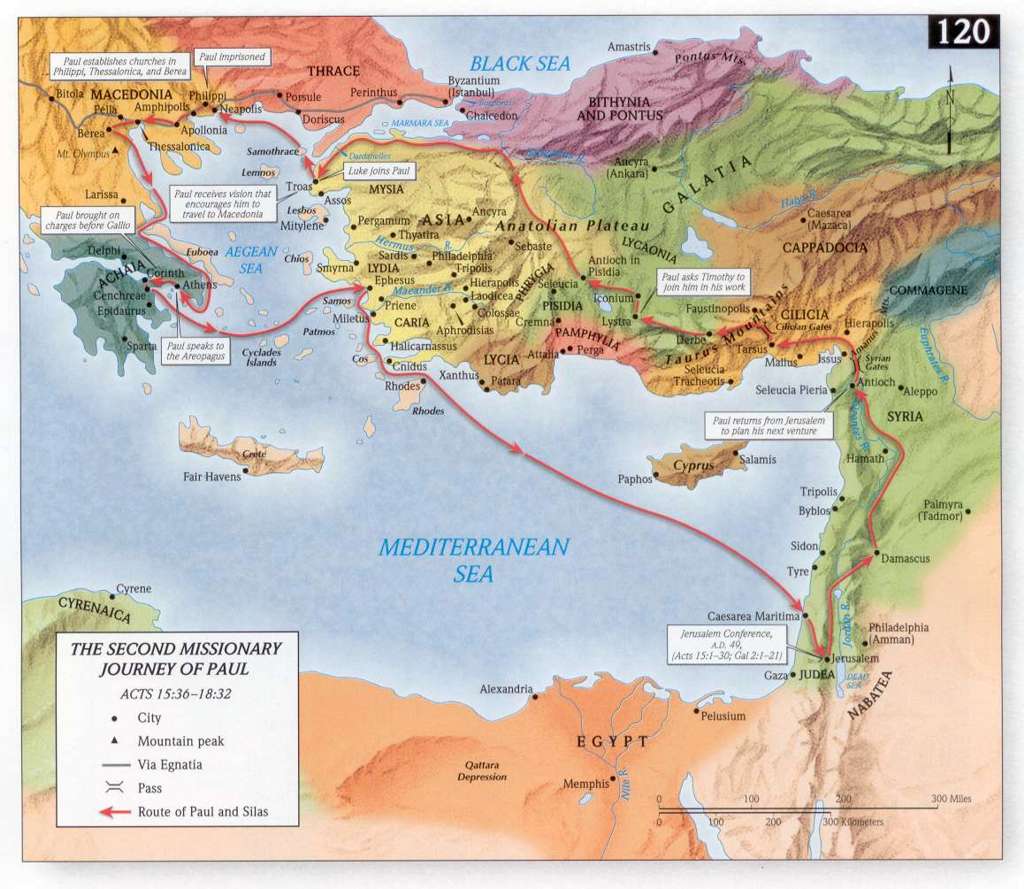 120
Paul establishes churches in
Philippi, Thessalonica, and Berea
Paul imprisoned
BLACK SEA
Amastris
Pontus Mts.
THRACE
Byzantium
(Istanbul)
Bitola
MACEDONIA
Pella
Amphipolis
Philippi
Neapolis
Porsule
Perinthus
Doriscus
Chalcedon
BITHYNIA
AND PONTUS
N
Berea
Apollonia
Thessalonica
MARMARA SEA
Mt. Olympus
Samothrace
Dardanelles
Luke joins Paul
Lemnos
Troas
MYSIA
Ancyra
(Ankara)
GALATIA
Larissa
Paul receives vision that
encourages him to
travel to Macedonia
Assos
Lesbos
Mitylene
Halys R.
Caesarea
(Mazaca)
Paul brought on
charges before Gallio
Pergamum
ASIA
Ancyra
Anatolian Plateau
CAPPADOCIA
Delphi
Euboea
AEGEAN
SEA
Chios
Thyatira
Hermus R.
Sardis
Philadelphia
Tripolis
Sebaste
LYCAONIA
ACHAIA
Corinth
Athens
Smyrna
LYDIA
Ephesus
Hierapolis
Laodicea
Colossae
PHRYGIA
Antioch in
Pisidia
Seleucia
Paul asks Timothy to
join him in his work
COMMAGENE
Cenchreae
Epidaurus
Samos
Maeander R.
Priene
Iconium
Faustinopolis
CILICIA
Cilician Gates
Hierapolis
Miletus
Patmos
CARIA
Aphrodisias
PISIDIA
Cremna
Lystra
Derbe
Taurus Mountains
Tarsus
Amanus
Mts.
Sparta
Paul speaks to
the Areopagus
Cyclades
Islands
Halicarnassus
Cos
Cnidus
LYCIA
Attalia
Perga
PAMPHYLIA
Mallus
Issus
Syrian
Gates
Euphrates R.
Rhodes
Xanthus
Patara
Seleucia
Tracheotis
Seleucia Pieria
Antioch
Aleppo
Rhodes
Paul returns from Jerusalem
to plan his next venture
SYRIA
Orontes R.
Crete
Fair Havens
Cyprus
Salamis
Paphos
Hamath
Tripolis
Byblos
Palmyra
(Tadmor)
MEDITERRANEAN
SEA
Sidon
Tyre
Damascus
Cyrene
CYRENAICA
Caesarea Maritima
Jerusalem Conference,
A.D. 49,
(Acts 15:1–30; Gal 2:1–21)
Jordan R.
Philadelphia
(Amman)
Jerusalem
Gaza
JUDEA
DEAD
SEA
NABATEA
Alexandria
Pelusium
EGYPT
Qattara
Depression
Memphis
Nile R.
THE SECOND MISSIONARY
JOURNEY OF PAUL
ACTS 15:36–18:32
City
Mountain peak
Via Egnatia
Pass
Route of Paul and Silas
0 100 200 300 Miles
0 100 200 300 Kilometers